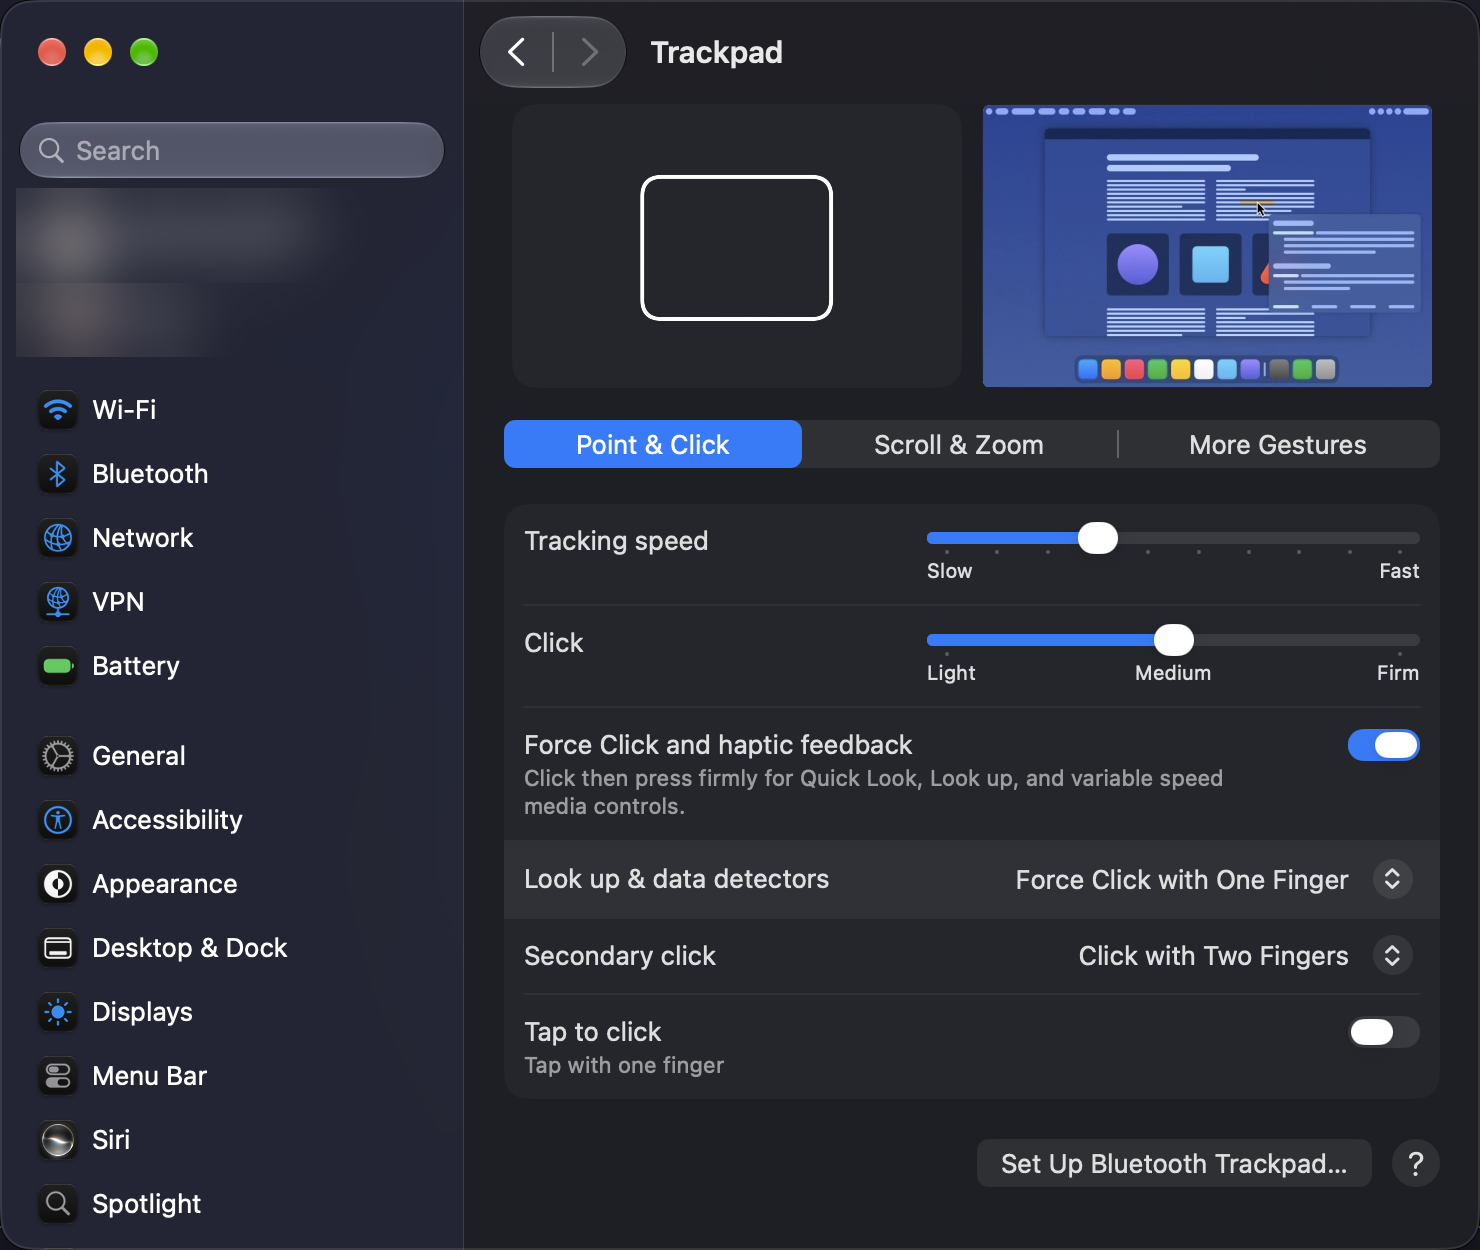 Trackpad
Search
Wi-Fi
Bluetooth
Network
VPN
Battery
General
Accessibility
Appearance
Desktop & Dock
Displays
Menu Bar
Siri
Spotlight
Point & Click
Scroll & Zoom
More Gestures
Tracking speed
Slow
Fast
Click
Light
Medium
Firm
Force Click and haptic feedback
Click then press firmly for Quick Look, Look up, and variable speed
media controls.
Look up & data detectors
Force Click with One Finger
Secondary click
Click with Two Fingers
Tap to click
Tap with one finger
Set Up Bluetooth Trackpad...
?